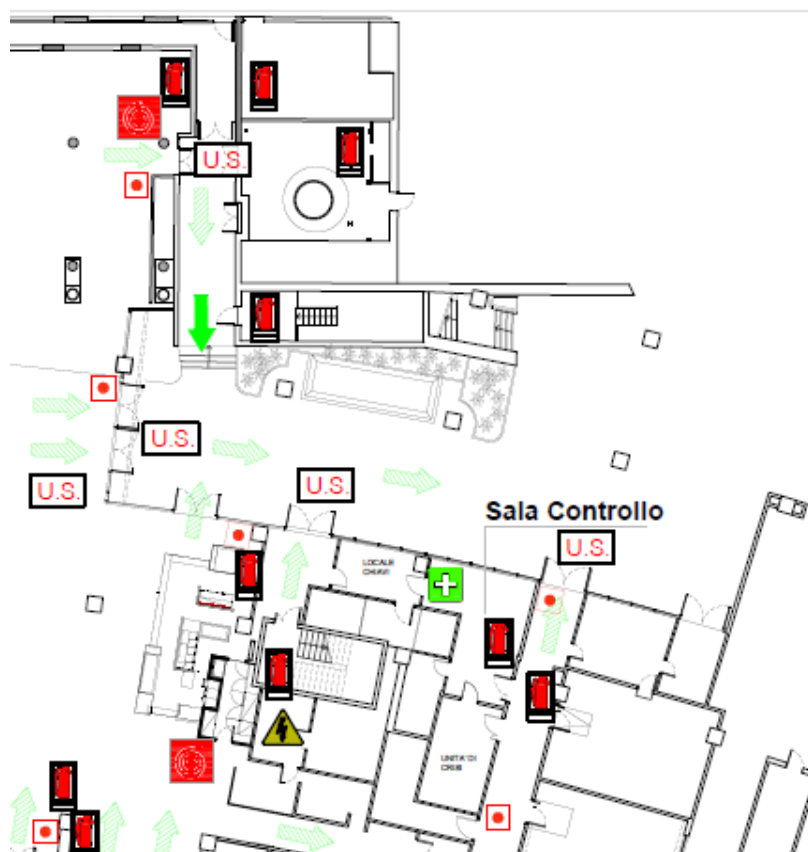 U.S.
H
U.S.
U.S.
U.S.
Sala Controllo
U.S.
LOCALE
CHIAVI
UNITA' DI
CRISI